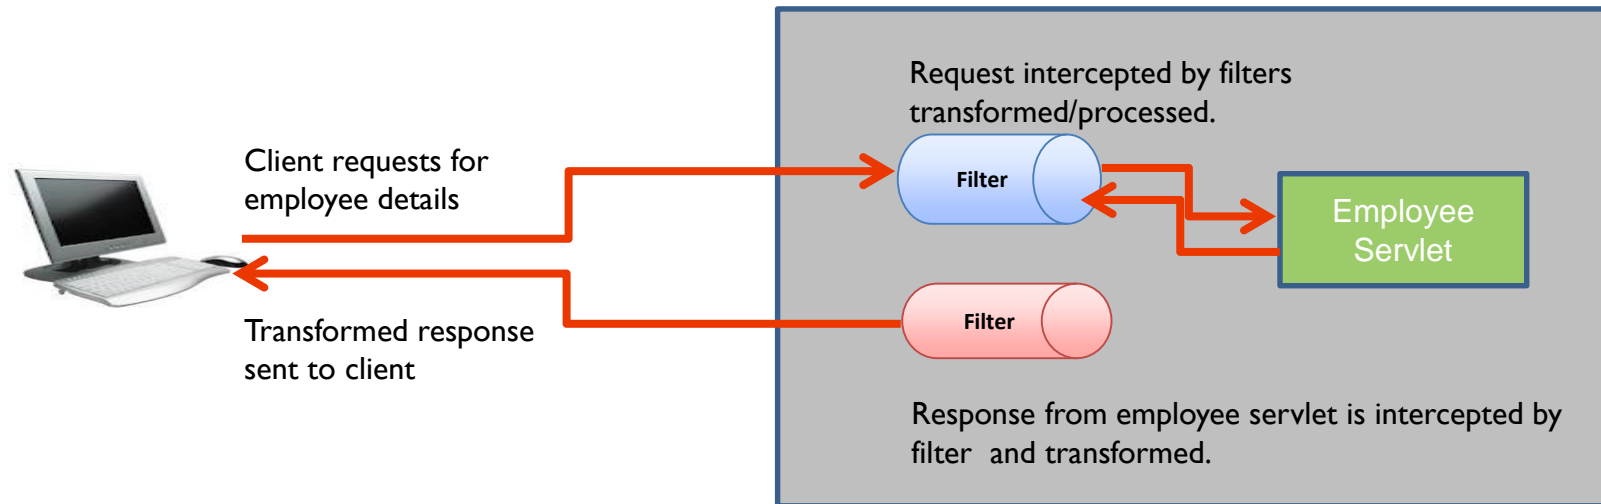 Request intercepted by filters
transformed/processed.
Client requests for
employee details
Filter
Employee
Servlet
Filter
Transformed response
sent to client
Response from employee servlet is intercepted by
filter and transformed.